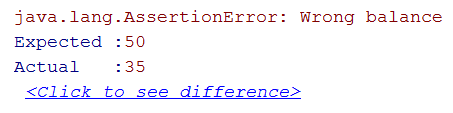 java.lang.AssertionError: Wrong balance
Expected :50
Actual   :35
<Click to see difference>